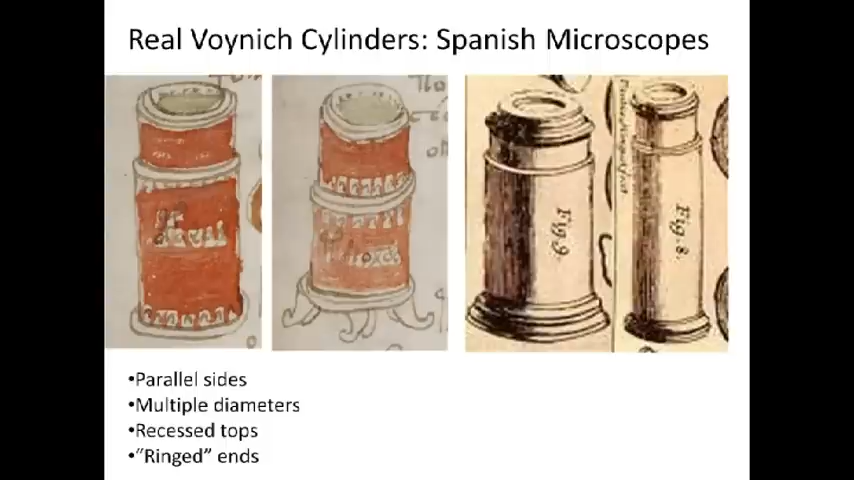 Real Voynich Cylinders: Spanish Microscopes
Fig.9.
Fig.8.
•Parallel sides
•Multiple diameters
•Recessed tops
•"Ringed" ends